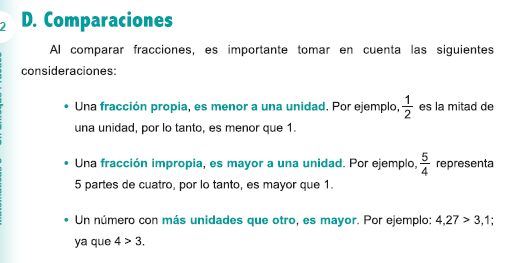 2
D. Comparaciones
Al comparar fracciones, es importante tomar en cuenta las siguientes
consideraciones:
• Una fracción propia, es menor a una unidad. Por ejemplo, 1/2 es la mitad de
una unidad, por lo tanto, es menor que 1.
• Una fracción impropia, es mayor a una unidad. Por ejemplo, 5/4 representa
5 partes de cuatro, por lo tanto, es mayor que 1.
• Un número con más unidades que otro, es mayor. Por ejemplo: 4,27 > 3,1;
ya que 4 > 3.